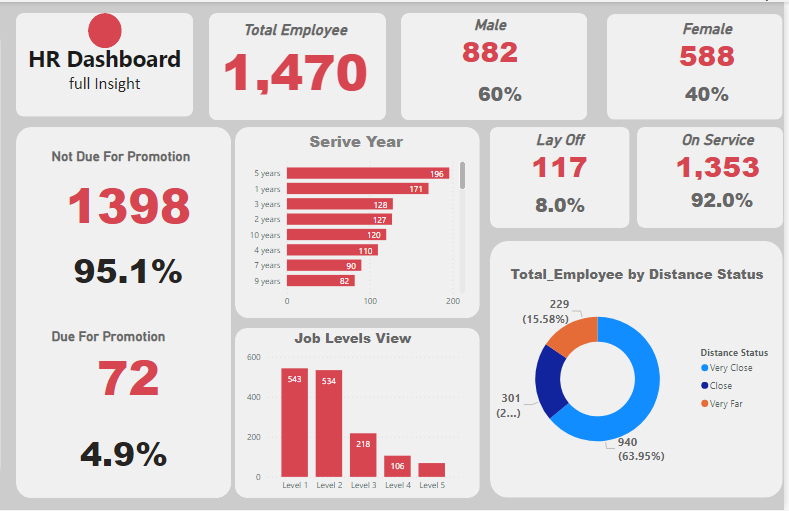 HR Dashboard
full Insight
Total Employee
1,470
Male
882
60%
Female
588
40%
Not Due For Promotion
1398
95.1%
Due For Promotion
72
4.9%
Serive Year
5 years 196
1 years 171
3 years 128
2 years 127
10 years 120
4 years 110
7 years 90
9 years 82
0 100 200
Job Levels View
600
400
200
0
543 534 218 106
Level 1 Level 2 Level 3 Level 4 Level 5
Lay Off
117
8.0%
On Service
1,353
92.0%
Total_Employee by Distance Status
229
(15.58%)
301
(2...)
940
(63.95%)
Distance Status
Very Close
Close
Very Far